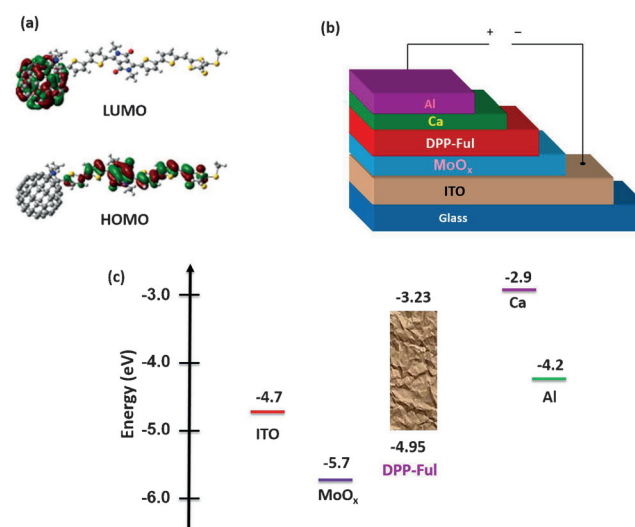 (a)
LUMO
HOMO
(b)
+ −
Al
Ca
DPP-Ful
MoOₓ
ITO
Glass
(c)
Energy (eV)
-3.0
-4.0
-5.0
-6.0
-4.7
ITO
-5.7
MoOₓ
-3.23
-4.95
DPP-Ful
-2.9
Ca
-4.2
Al